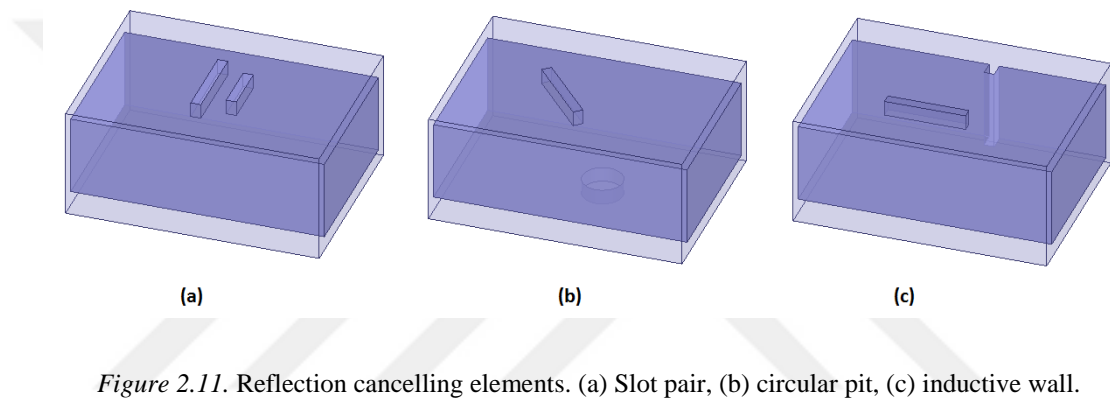 (a) (b) (c)
Figure 2.11. Reflection cancelling elements. (a) Slot pair, (b) circular pit, (c) inductive wall.